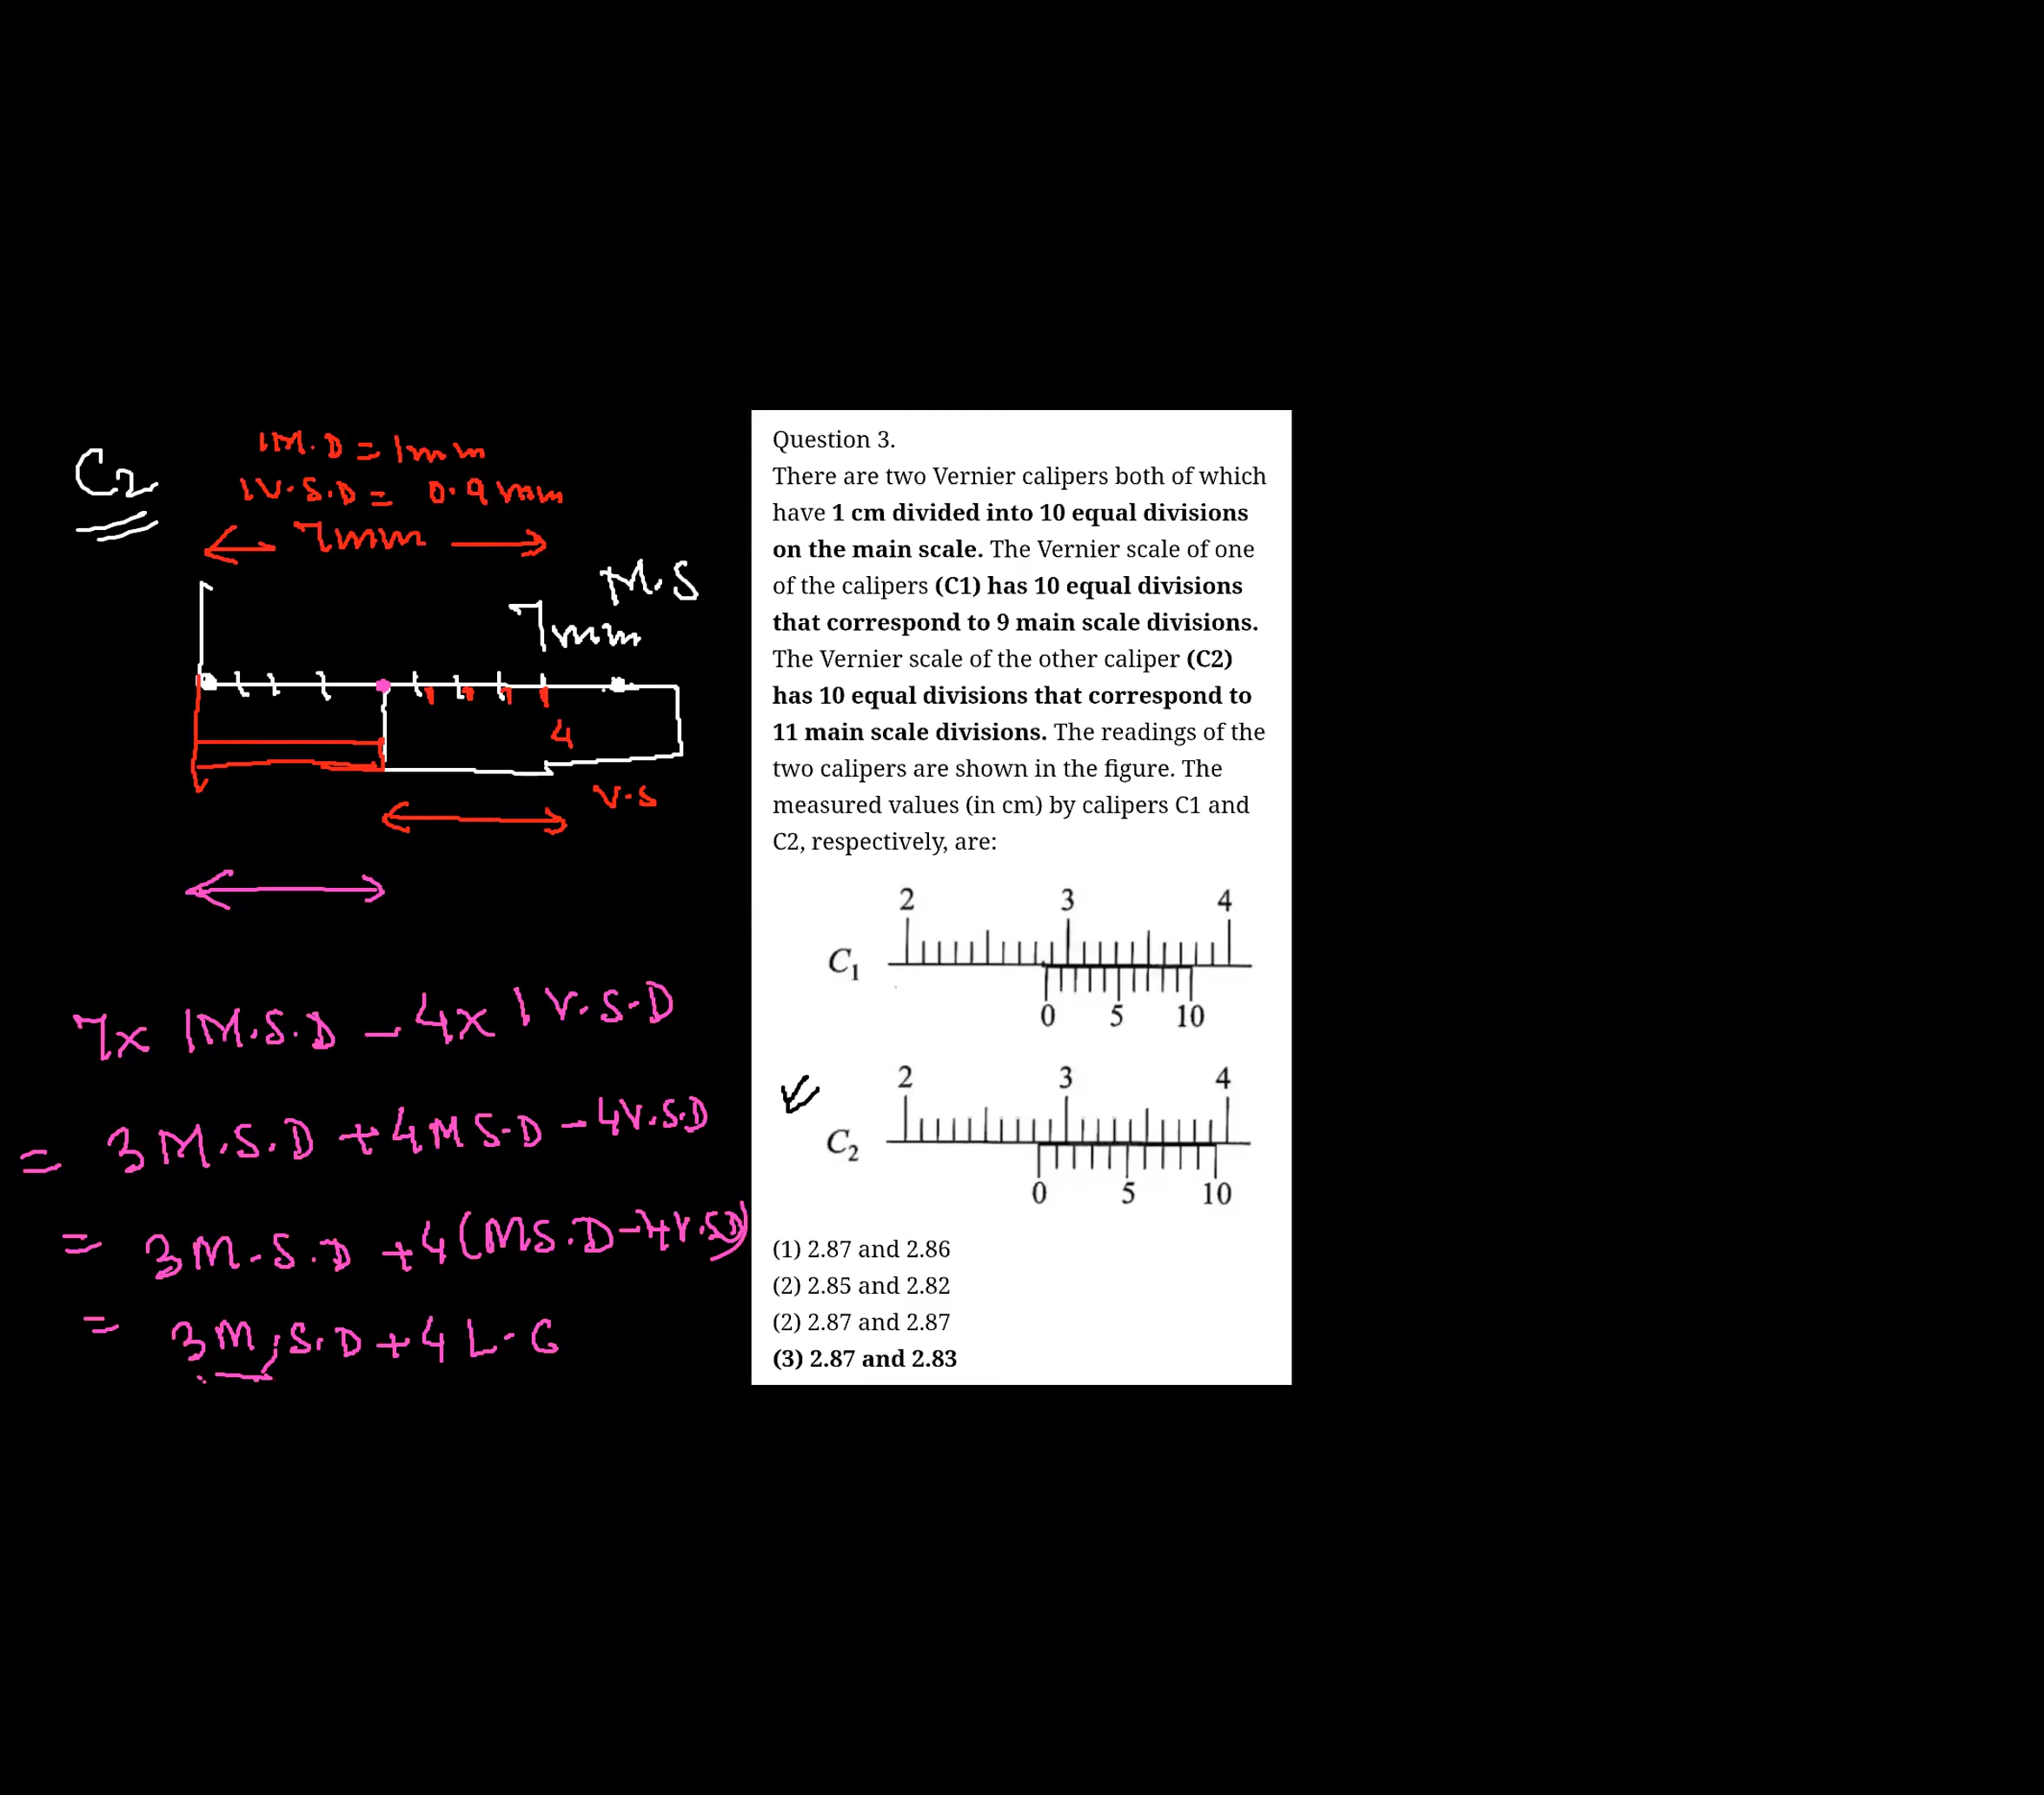 C2
1M.D = 1mm
1V.S.D = 0.9mm
7mm
M.S
7mm
4
V.S
7x 1M.S.D - 4x 1V.S.D
= 3M.S.D + 4MS.D - 4V.S.D
= 3M.S.D + 4(MS.D -
= 3M.S.D + 4 L.C
Question 3.
There are two Vernier calipers both of which
have 1 cm divided into 10 equal divisions
on the main scale. The Vernier scale of one
of the calipers (C1) has 10 equal divisions
that correspond to 9 main scale divisions.
The Vernier scale of the other caliper (C2)
has 10 equal divisions that correspond to
11 main scale divisions. The readings of the
two calipers are shown in the figure. The
measured values (in cm) by calipers C1 and
C2, respectively, are:
2 3 4
C1
0 5 10
2 3 4
C2
0 5 10
(1) 2.87 and 2.86
(2) 2.85 and 2.82
(2) 2.87 and 2.87
(3) 2.87 and 2.83